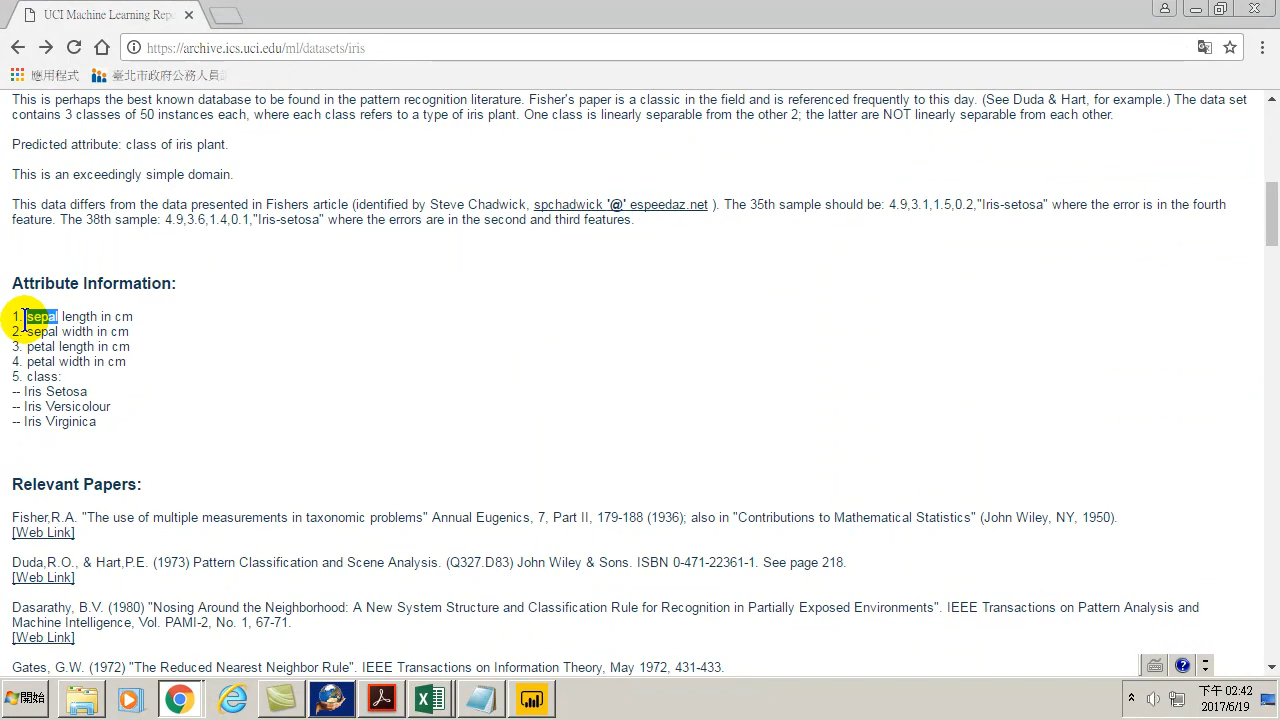 UCI Machine Learning Rep
https://archive.ics.uci.edu/ml/datasets/iris
應用程式
臺北市政府公務人員
This is perhaps the best known database to be found in the pattern recognition literature. Fisher's paper is a classic in the field and is referenced frequently to this day. (See Duda & Hart, for example.) The data set
contains 3 classes of 50 instances each, where each class refers to a type of iris plant. One class is linearly separable from the other 2; the latter are NOT linearly separable from each other.
Predicted attribute: class of iris plant.
This is an exceedingly simple domain.
This data differs from the data presented in Fishers article (identified by Steve Chadwick, spchadwick '@' espeedaz.net ). The 35th sample should be: 4.9,3.1,1.5,0.2,"Iris-setosa" where the error is in the fourth
feature. The 38th sample: 4.9,3.6,1.4,0.1,"Iris-setosa" where the errors are in the second and third features.
Attribute Information:
1. sepal length in cm
2. sepal width in cm
3. petal length in cm
4. petal width in cm
5. class:
-- Iris Setosa
-- Iris Versicolour
-- Iris Virginica
Relevant Papers:
Fisher,R.A. "The use of multiple measurements in taxonomic problems" Annual Eugenics, 7, Part II, 179-188 (1936); also in "Contributions to Mathematical Statistics" (John Wiley, NY, 1950).
[Web Link]
Duda,R.O., & Hart,P.E. (1973) Pattern Classification and Scene Analysis. (Q327.D83) John Wiley & Sons. ISBN 0-471-22361-1. See page 218.
[Web Link]
Dasarathy, B.V. (1980) "Nosing Around the Neighborhood: A New System Structure and Classification Rule for Recognition in Partially Exposed Environments". IEEE Transactions on Pattern Analysis and
Machine Intelligence, Vol. PAMI-2, No. 1, 67-71.
[Web Link]
Gates, G.W. (1972) "The Reduced Nearest Neighbor Rule". IEEE Transactions on Information Theory, May 1972, 431-433.
開始
下午 02:42
2017/6/19